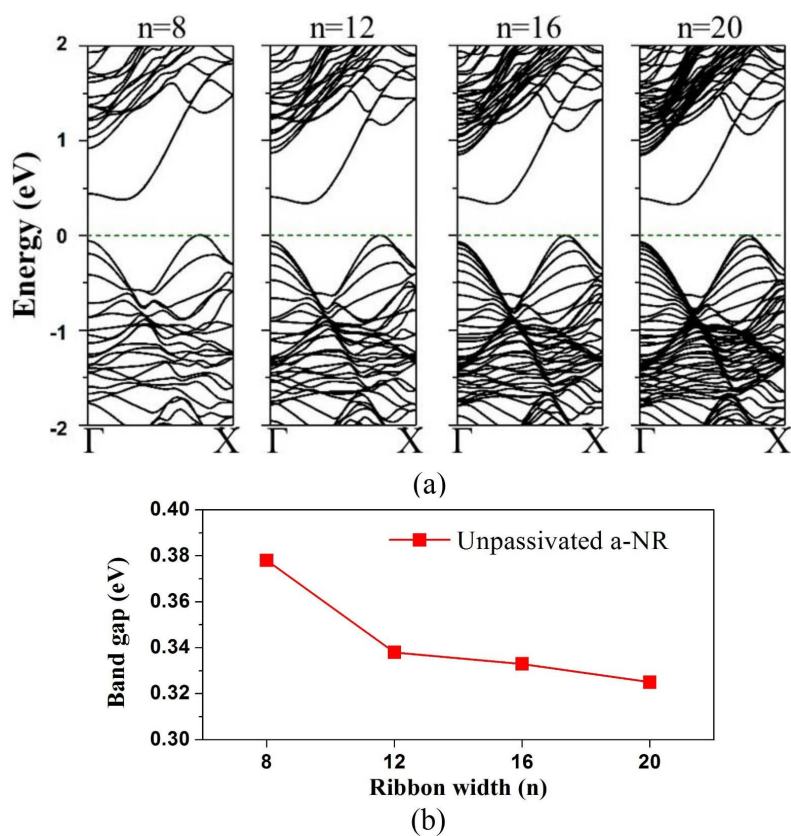 n=8 n=12 n=16 n=20
2
1
0
-1
-2
Energy (eV)
Γ X Γ X Γ X Γ X
(a)
0.40
0.38
0.36
0.34
0.32
0.30
Band gap (eV)
Unpassivated a-NR
8 12 16 20
Ribbon width (n)
(b)